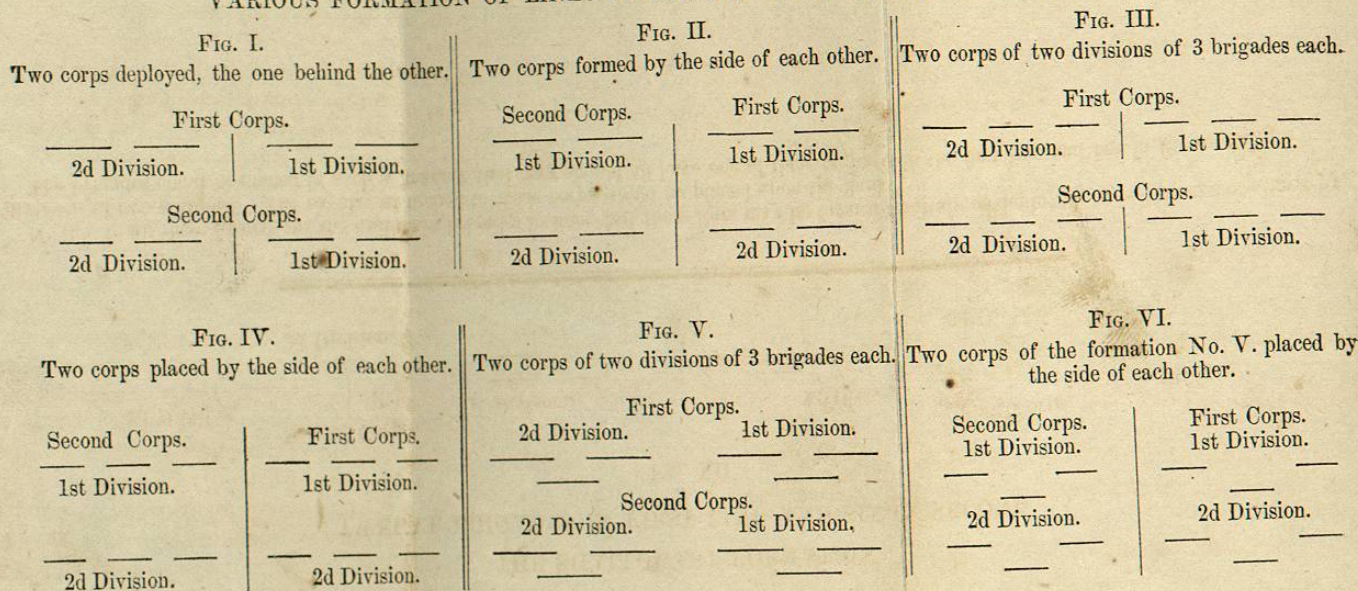 VARIOUS FORMATION OF
FIG. I.
Two corps deployed, the one behind the other.
First Corps.
2d Division. 1st Division.
Second Corps.
2d Division. 1st Division.
FIG. II.
Two corps formed by the side of each other.
Second Corps. First Corps.
1st Division. 1st Division.
2d Division. 2d Division.
FIG. III.
Two corps of two divisions of 3 brigades each.
First Corps.
2d Division. 1st Division.
Second Corps.
2d Division. 1st Division.
FIG. IV.
Two corps placed by the side of each other.
Second Corps. First Corps.
1st Division. 1st Division.
2d Division. 2d Division.
FIG. V.
Two corps of two divisions of 3 brigades each.
First Corps.
2d Division. 1st Division.
Second Corps.
2d Division. 1st Division.
FIG. VI.
Two corps of the formation No. V. placed by
the side of each other.
Second Corps. First Corps.
1st Division. 1st Division.
2d Division. 2d Division.